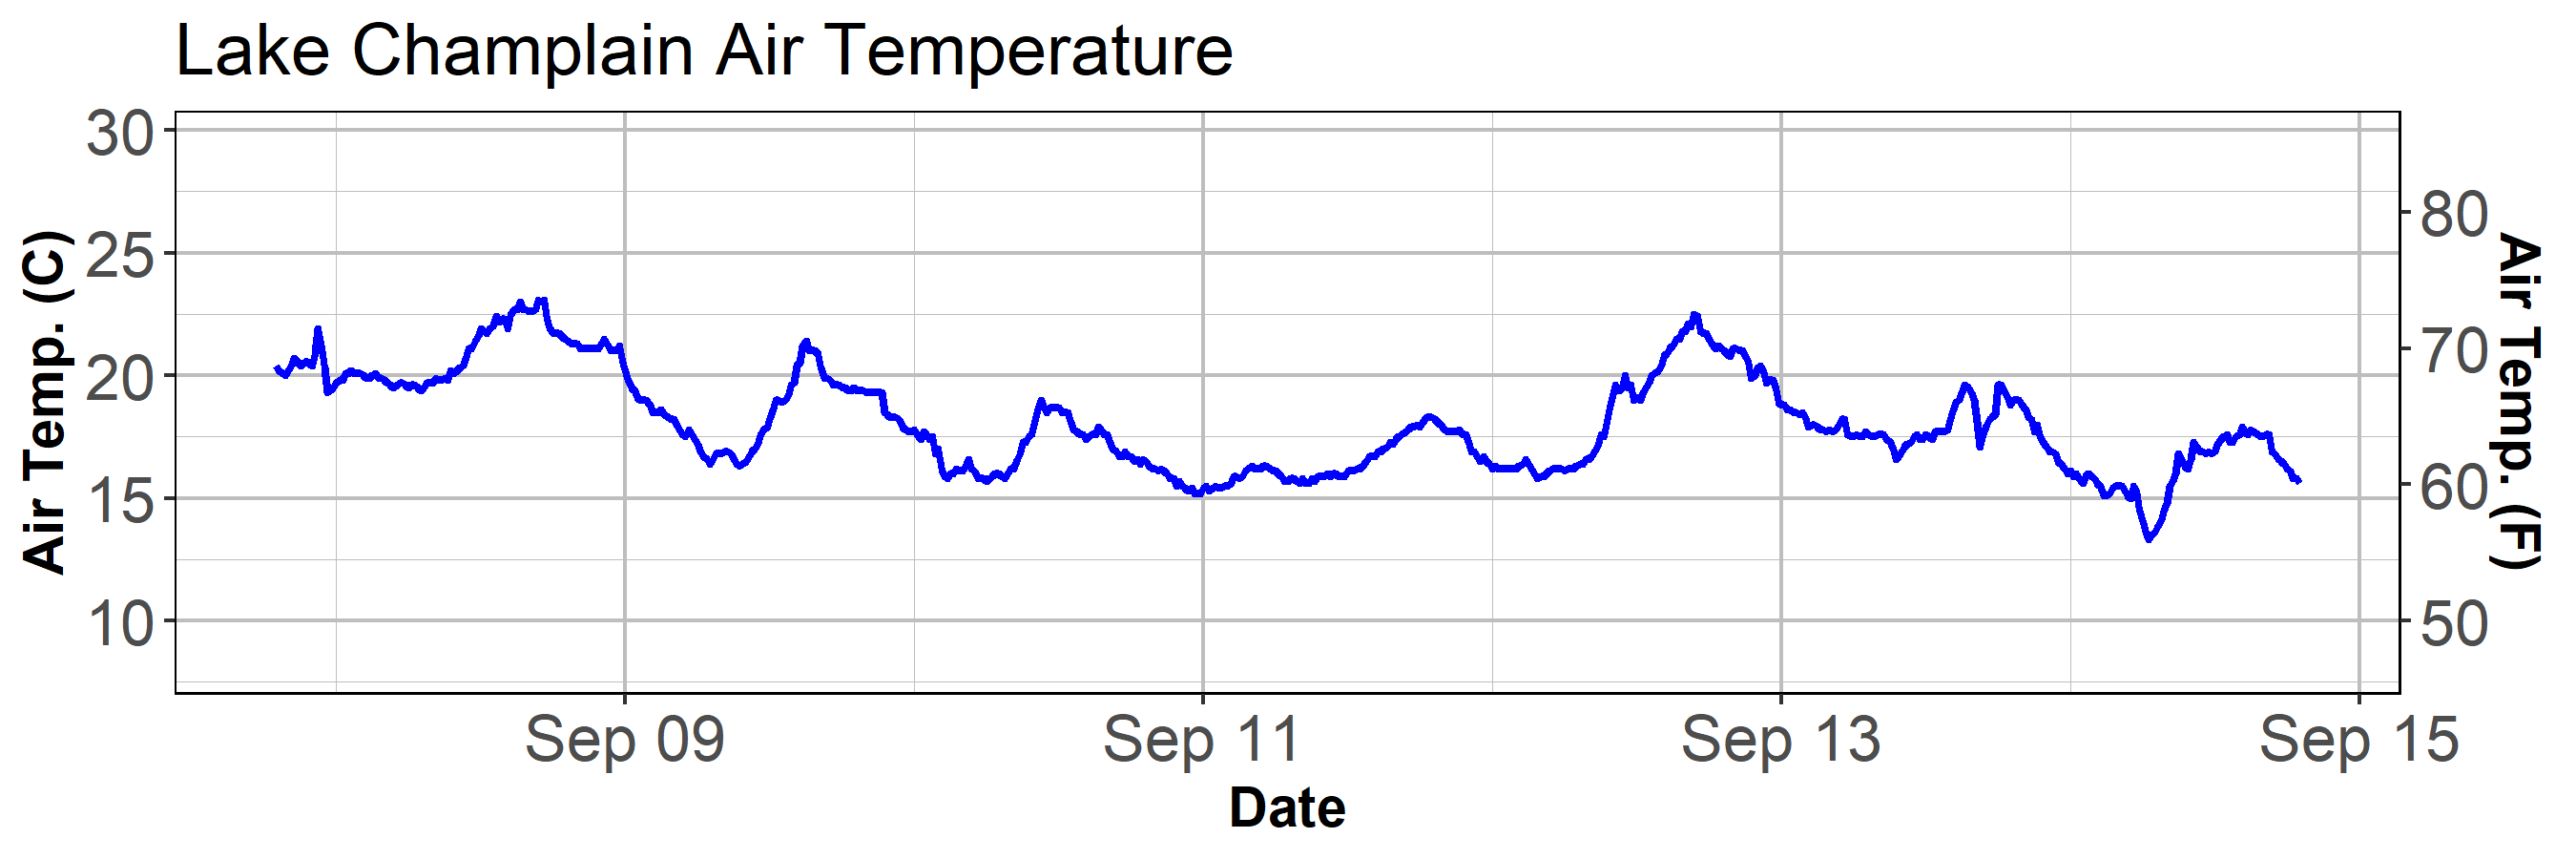 Lake Champlain Air Temperature
30
25
20
15
10
Air Temp. (C)
80
70
60
50
Air Temp. (F)
Sep 09
Sep 11
Sep 13
Sep 15
Date